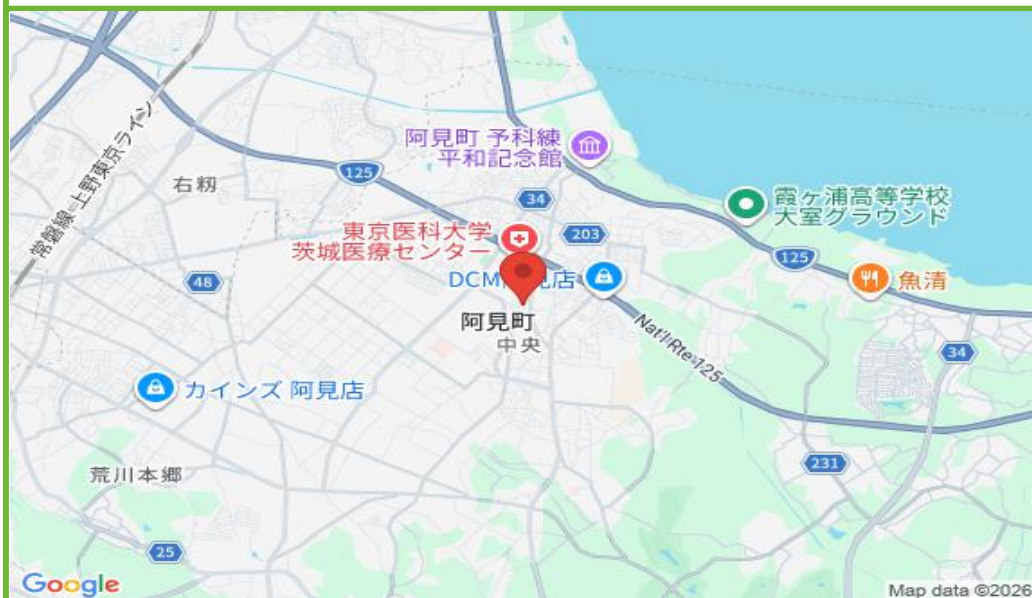 阿見町 予科練
平和記念館
125
右籾
34
霞ヶ浦高等学校
大室グラウンド
常磐線-上野東京ライン
東京医科大学
茨城医療センター
203
125
48
DCM 見店
魚清
阿見町
中央
Nat'l Rte 125
34
カインズ 阿見店
荒川本郷
231
25
Google
Map data ©2026